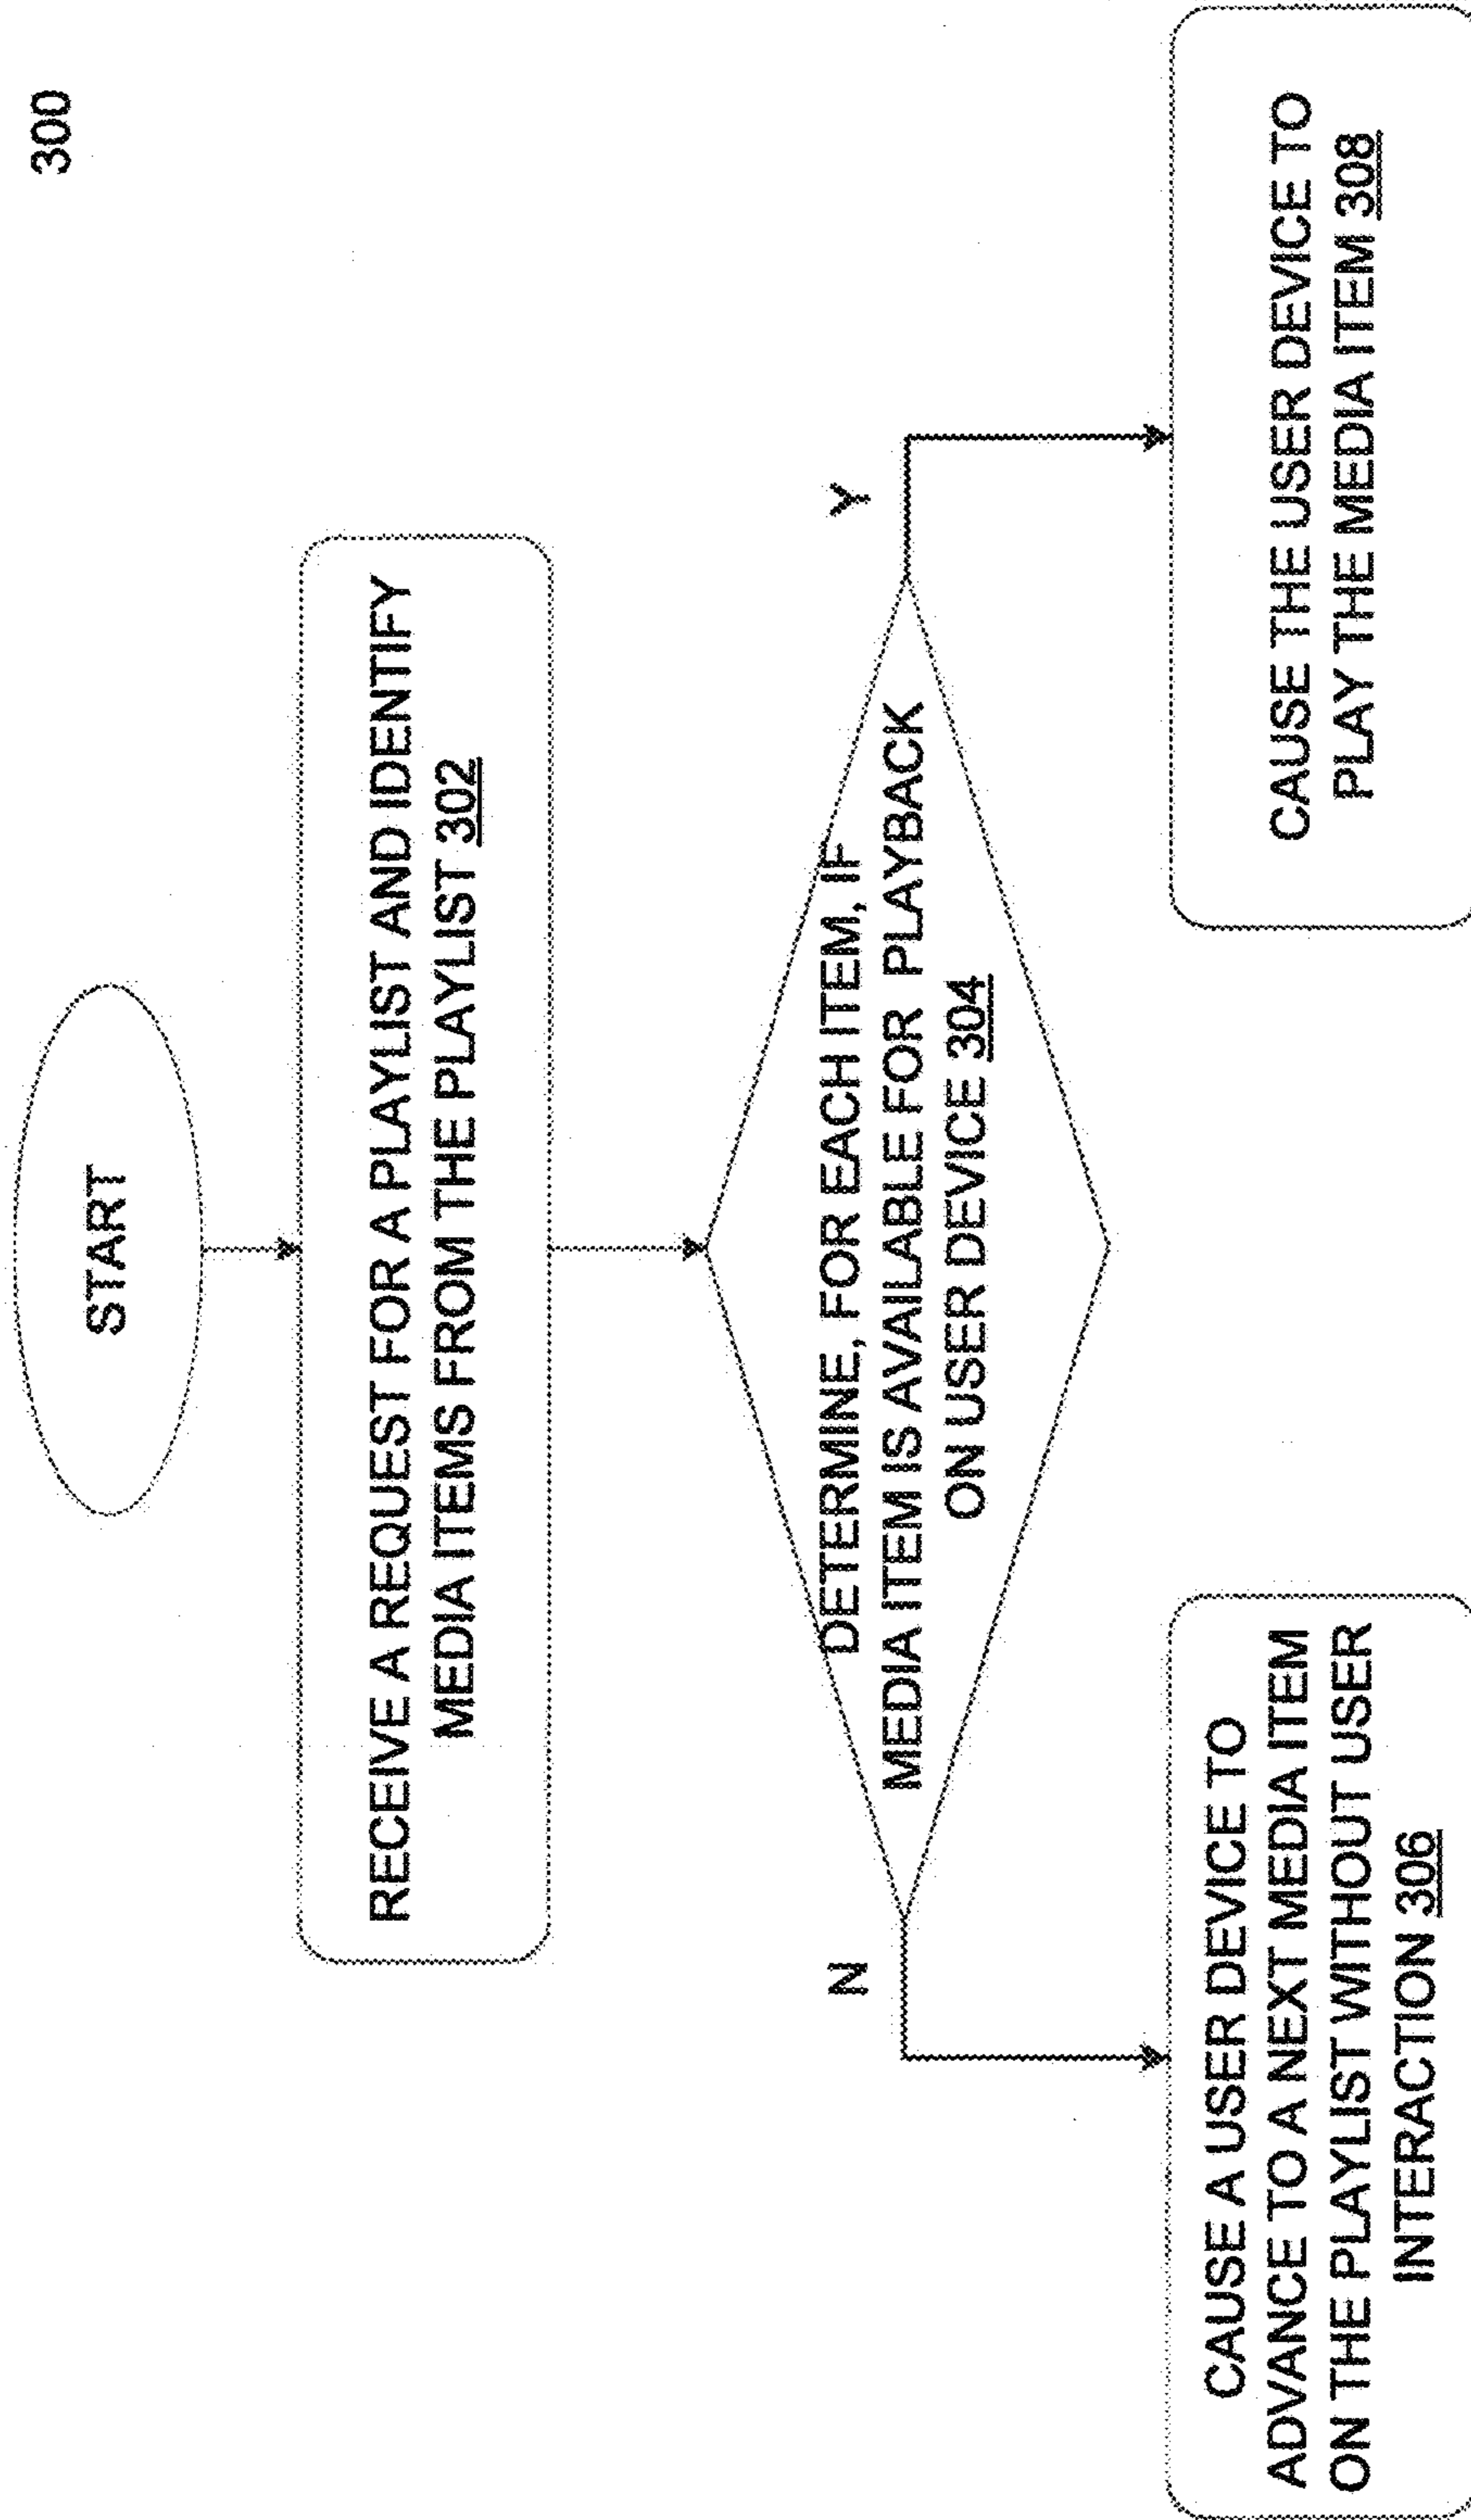 300
START
RECEIVE A REQUEST FOR A PLAYLIST AND IDENTIFY
MEDIA ITEMS FROM THE PLAYLIST 302
DETERMINE, FOR EACH ITEM, IF
MEDIA ITEM IS AVAILABLE FOR PLAYBACK
ON USER DEVICE 304
N
Y
CAUSE A USER DEVICE TO
ADVANCE TO A NEXT MEDIA ITEM
ON THE PLAYLIST WITHOUT USER
INTERACTION 306
CAUSE THE USER DEVICE TO
PLAY THE MEDIA ITEM 308